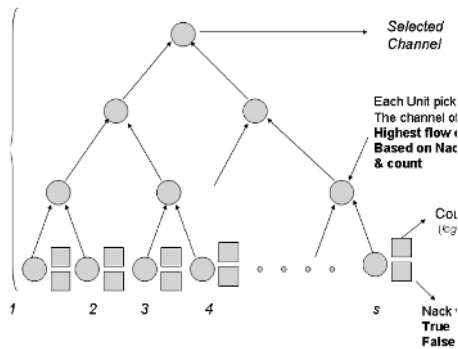 Selected
Channel
Each Unit pick
The channel of
Highest flow
Based on Nac
& count
Cou
(log
1 2 3 4 s
Nack
True
False